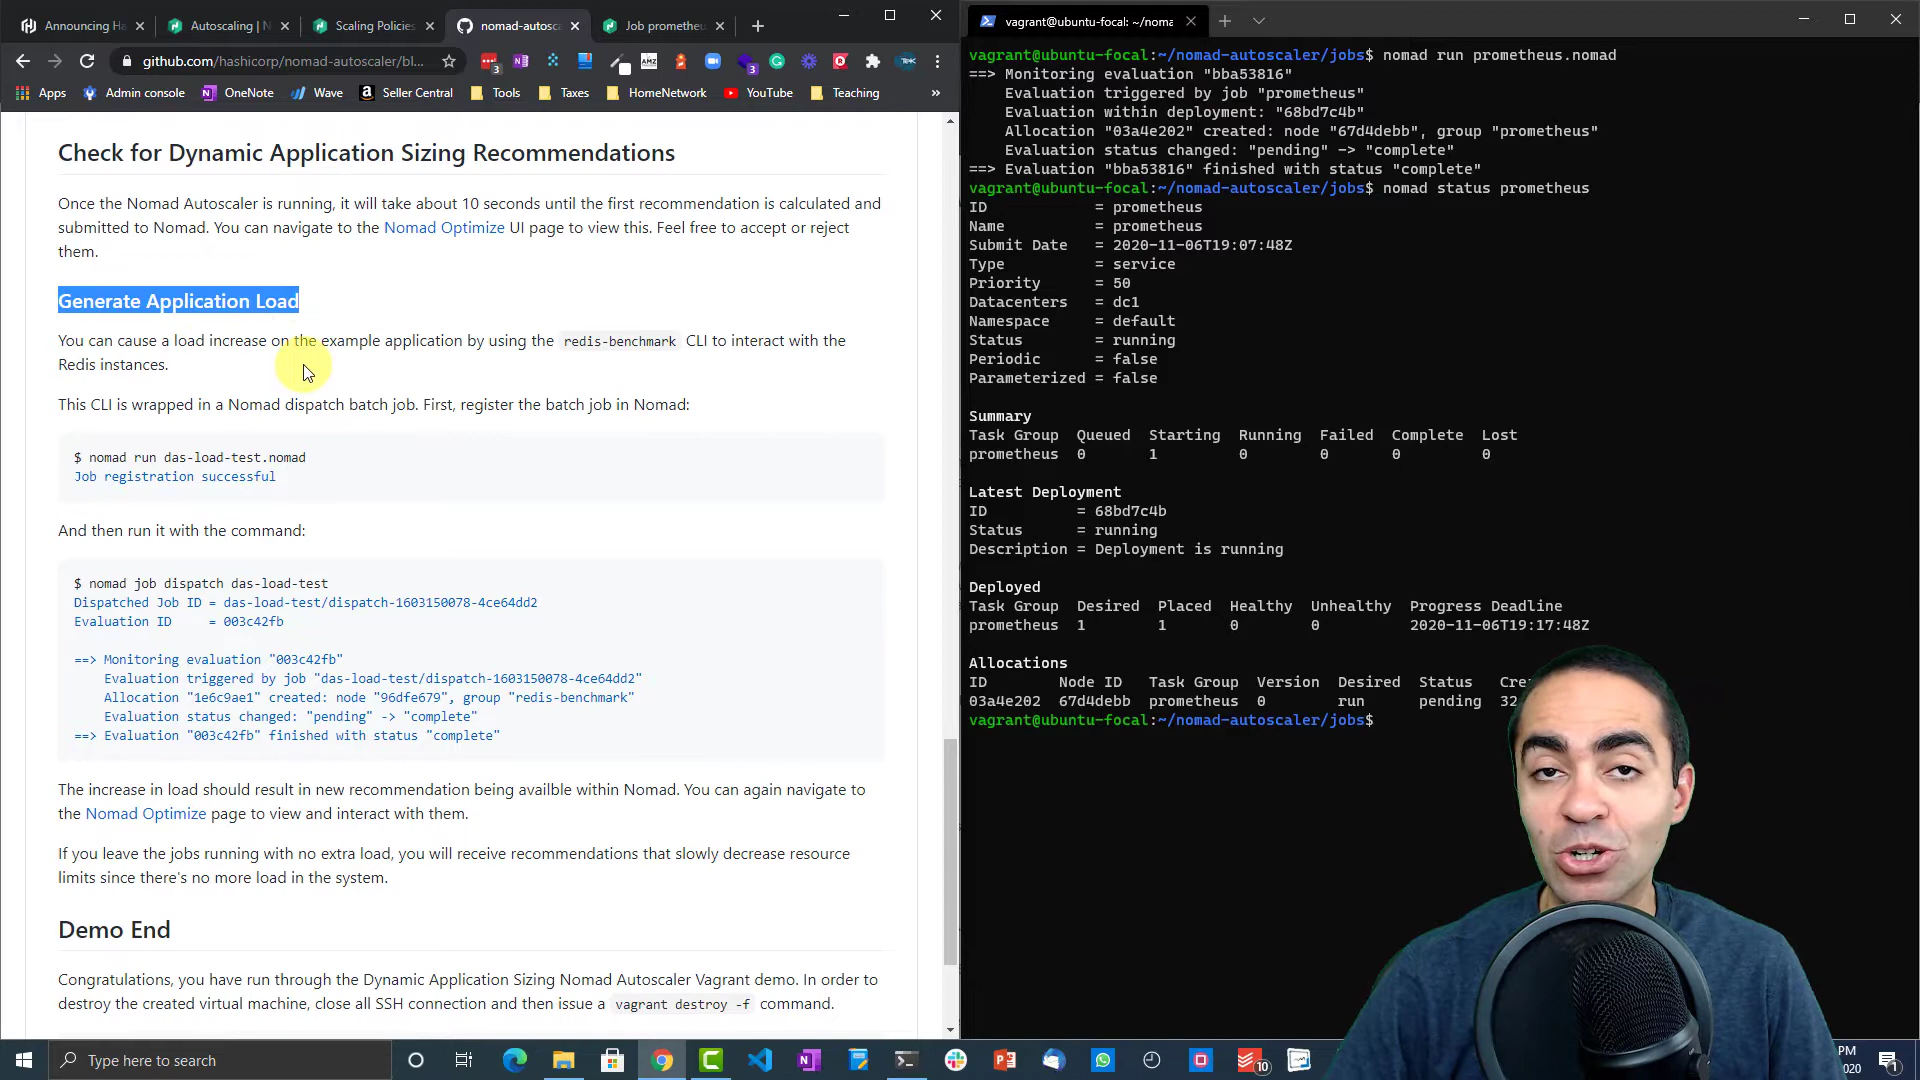 Announcing Ha
Autoscaling | N
Scaling Policies
nomad-autosca
Job prometheu
github.com/hashicorp/nomad-autoscaler/bl...
Apps
Admin console
OneNote
Wave
Seller Central
Tools
Taxes
HomeNetwork
YouTube
Teaching
»
Check for Dynamic Application Sizing Recommendations
Once the Nomad Autoscaler is running, it will take about 10 seconds until the first recommendation is calculated and
submitted to Nomad. You can navigate to the Nomad Optimize UI page to view this. Feel free to accept or reject
them.
Generate Application Load
You can cause a load increase on the example application by using the redis-benchmark CLI to interact with the
Redis instances.
This CLI is wrapped in a Nomad dispatch batch job. First, register the batch job in Nomad:
$ nomad run das-load-test.nomad
Job registration successful
And then run it with the command:
$ nomad job dispatch das-load-test
Dispatched Job ID = das-load-test/dispatch-1603150078-4ce64dd2
Evaluation ID     = 003c42fb
==> Monitoring evaluation "003c42fb"
Evaluation triggered by job "das-load-test/dispatch-1603150078-4ce64dd2"
Allocation "1e6c9ae1" created: node "96dfe679", group "redis-benchmark"
Evaluation status changed: "pending" -> "complete"
==> Evaluation "003c42fb" finished with status "complete"
The increase in load should result in new recommendation being availble within Nomad. You can again navigate to
the Nomad Optimize page to view and interact with them.
If you leave the jobs running with no extra load, you will receive recommendations that slowly decrease resource
limits since there's no more load in the system.
Demo End
Congratulations, you have run through the Dynamic Application Sizing Nomad Autoscaler Vagrant demo. In order to
destroy the created virtual machine, close all SSH connection and then issue a vagrant destroy -f command.
vagrant@ubuntu-focal: ~/noma
vagrant@ubuntu-focal:~/nomad-autoscaler/jobs$ nomad run prometheus.nomad
==> Monitoring evaluation "bba53816"
Evaluation triggered by job "prometheus"
Evaluation within deployment: "68bd7c4b"
Allocation "03a4e202" created: node "67d4debb", group "prometheus"
Evaluation status changed: "pending" -> "complete"
==> Evaluation "bba53816" finished with status "complete"
vagrant@ubuntu-focal:~/nomad-autoscaler/jobs$ nomad status prometheus
ID            = prometheus
Name          = prometheus
Submit Date   = 2020-11-06T19:07:48Z
Type          = service
Priority      = 50
Datacenters   = dc1
Namespace     = default
Status        = running
Periodic      = false
Parameterized = false
Summary
Task Group  Queued  Starting  Running  Failed  Complete  Lost
prometheus  0       1         0        0       0         0
Latest Deployment
ID          = 68bd7c4b
Status      = running
Description = Deployment is running
Deployed
Task Group  Desired  Placed  Healthy  Unhealthy  Progress Deadline
prometheus  1        1       0        0          2020-11-06T19:17:48Z
Allocations
ID        Node ID   Task Group  Version  Desired  Status   Cre
03a4e202  67d4debb  prometheus  0        run      pending  32
vagrant@ubuntu-focal:~/nomad-autoscaler/jobs$
Type here to search
10
PM
020
1